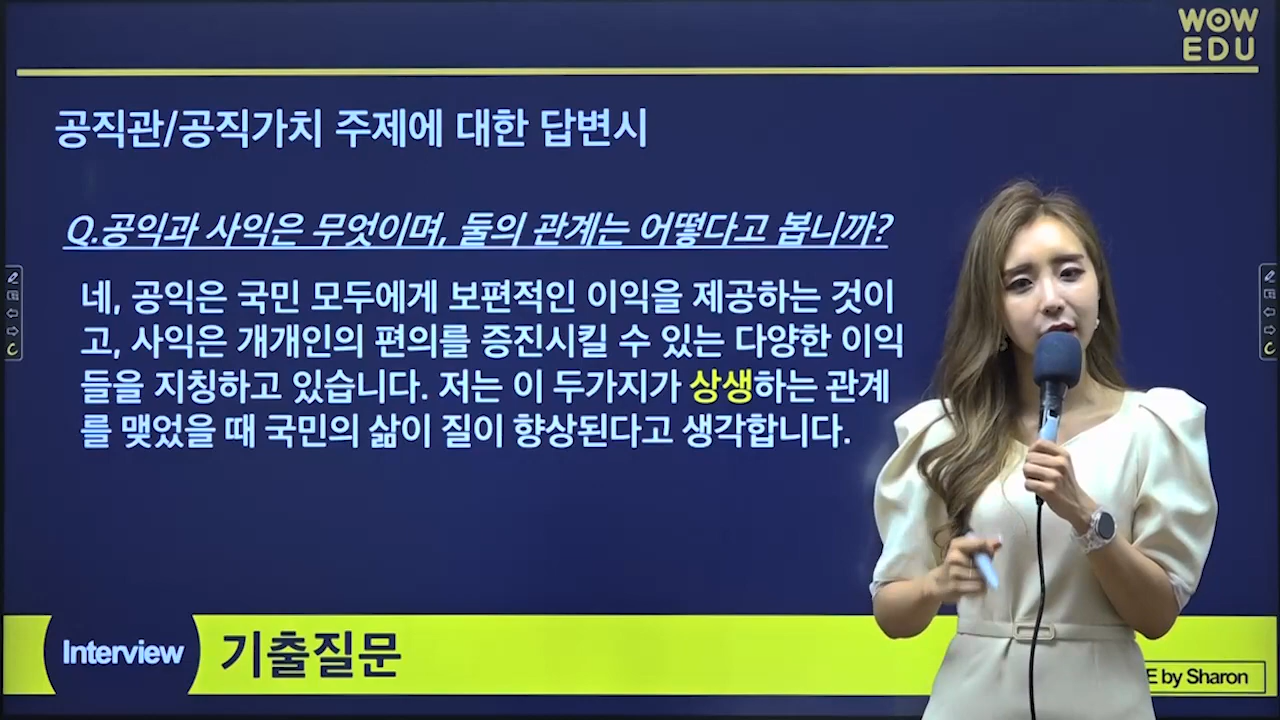 WOW
EDU
공직관/공직가치 주제에 대한 답변시
Q.공익과 사익은 무엇이며, 둘의 관계는 어떻다고 봅니까?
네, 공익은 국민 모두에게 보편적인 이익을 제공하는 것이
고, 사익은 개개인의 편의를 증진시킬 수 있는 다양한 이익
들을 지칭하고 있습니다. 저는 이 두가지가 상생하는 관계
를 맺었을 때 국민의 삶이 질이 향상된다고 생각합니다.
Interview 기출질문
E by Sharon